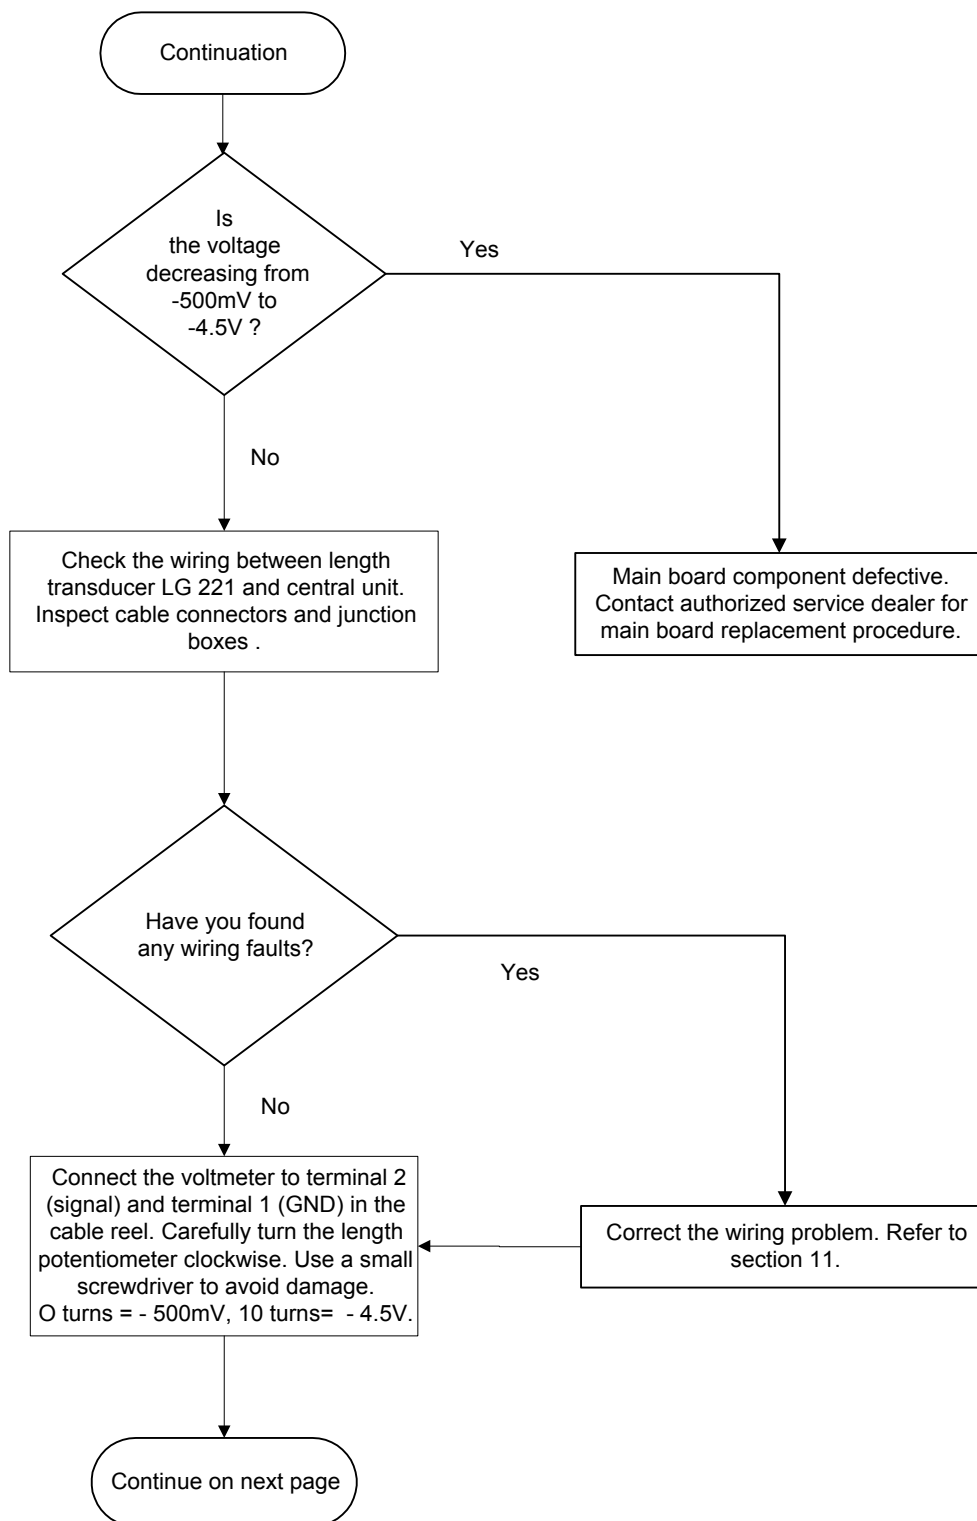 Continuation
Is
the voltage
decreasing from
-500mV to
-4.5V ?
Yes
No
Check the wiring between length
transducer LG 221 and central unit.
Inspect cable connectors and junction
boxes .
Main board component defective.
Contact authorized service dealer for
main board replacement procedure.
Have you found
any wiring faults?
Yes
No
Connect the voltmeter to terminal 2
(signal) and terminal 1 (GND) in the
cable reel. Carefully turn the length
potentiometer clockwise. Use a small
screwdriver to avoid damage.
O turns = - 500mV, 10 turns=  - 4.5V.
Correct the wiring problem. Refer to
section 11.
Continue on next page